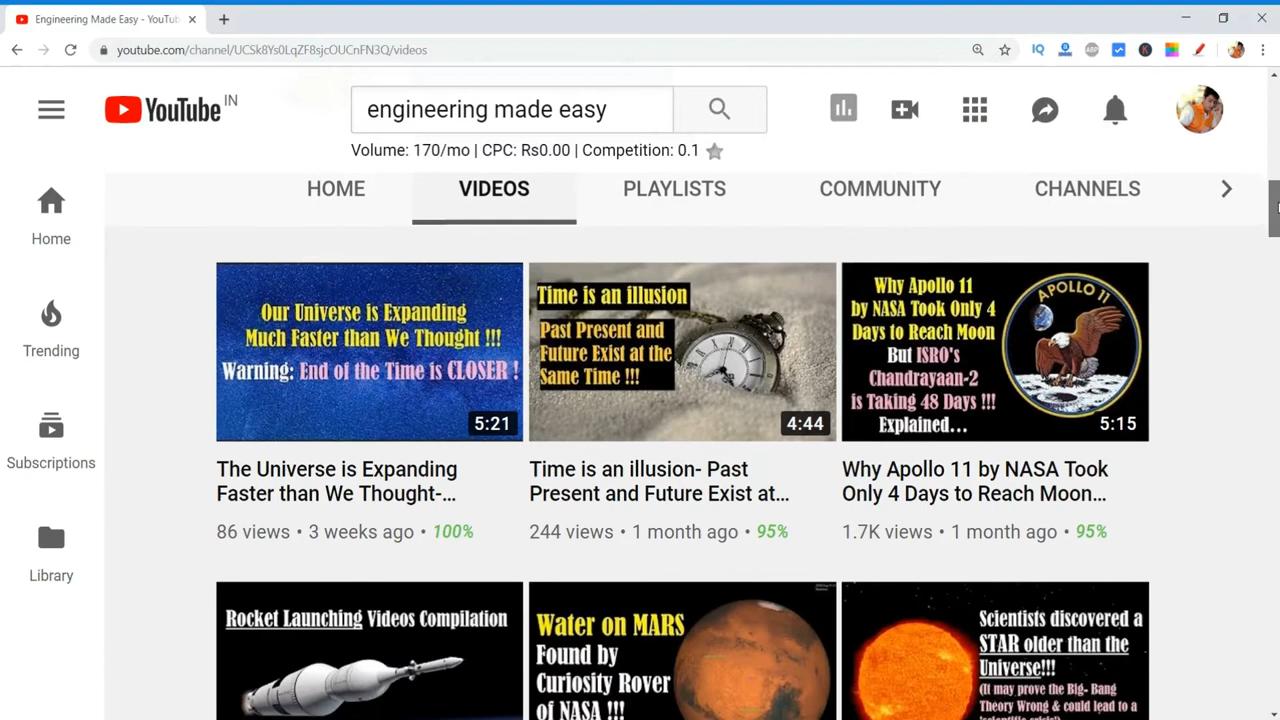 Engineering Made Easy - YouTub
youtube.com/channel/UCSk8Ys0LqZF8sjcOUCnFN3Q/videos
YouTube IN
engineering made easy
Volume: 170/mo | CPC: Rs0.00 | Competition: 0.1
HOME VIDEOS PLAYLISTS COMMUNITY CHANNELS
Home
Trending
Subscriptions
Library
Our Universe is Expanding
Much Faster than We Thought !!!
Warning: End of the Time is CLOSER !
5:21
The Universe is Expanding
Faster than We Thought-...
86 views • 3 weeks ago • 100%
Time is an illusion
Past Present and
Future Exist at the
Same Time !!!
4:44
Time is an illusion- Past
Present and Future Exist at...
244 views • 1 month ago • 95%
Why Apollo 11
by NASA Took Only 4
Days to Reach Moon
But ISRO's
Chandrayaan-2
is Taking 48 Days !!!
Explained...
APOLLO 11
5:15
Why Apollo 11 by NASA Took
Only 4 Days to Reach Moon...
1.7K views • 1 month ago • 95%
Rocket Launching Videos Compilation
Water on MARS
Found by
Curiosity Rover
of NASA !!!
Scientists discovered a
STAR older than the
Universe!!!
(It may prove the Big- Bang
Theory Wrong & could lead to a